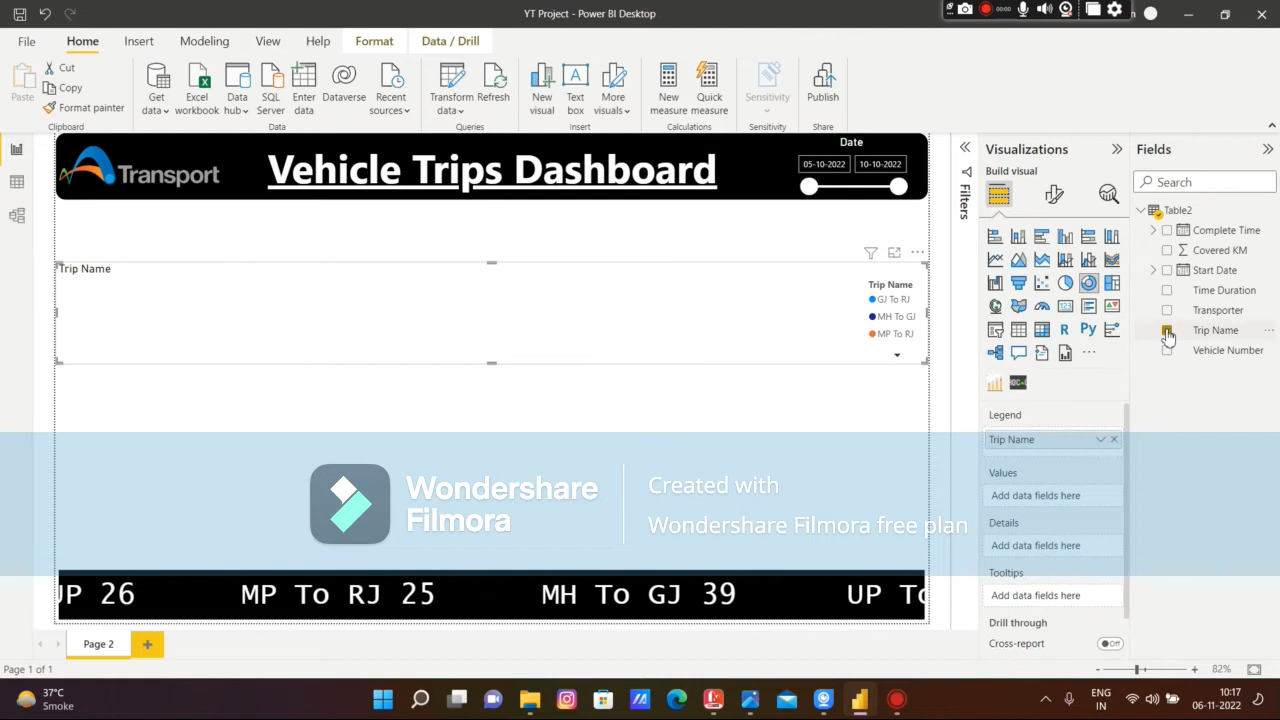 YT Project - Power BI Desktop
00:00
File
Home
Insert
Modeling
View
Help
Format
Data / Drill
Paste
Cut
Copy
Format painter
Clipboard
Get data
Excel workbook
Data hub
SQL Server
Enter data
Dataverse
Recent sources
Data
Transform data
Refresh
Queries
New visual
Text box
More visuals
Insert
New measure
Quick measure
Calculations
Sensitivity
Sensitivity
Publish
Share
Transport
Vehicle Trips Dashboard
Date
05-10-2022
10-10-2022
Trip Name
Trip Name
GJ To RJ
MH To GJ
MP To RJ
Filters
Visualizations
Build visual
R
Py
123
Legend
Trip Name
Values
Add data fields here
Details
Add data fields here
Tooltips
Add data fields here
Drill through
Cross-report
Off
Fields
Search
Table2
Complete Time
Covered KM
Start Date
Time Duration
Transporter
Trip Name
Vehicle Number
Wondershare
Filmora
Created with
Wondershare Filmora free plan
UP 26 MP To RJ 25 MH To GJ 39 UP To
Page 2
Page 1 of 1
82%
37°C
Smoke
ENG
IN
10:17
06-11-2022